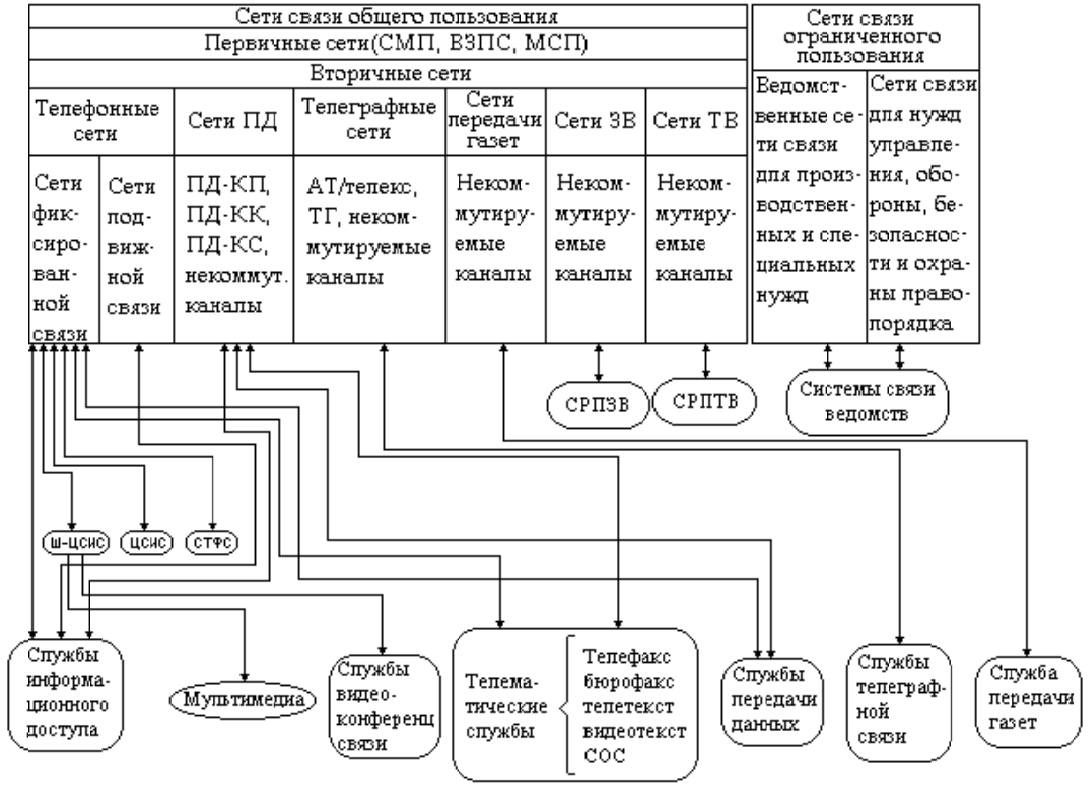 Сети связи общего пользования
Первичные сети(СМП, ВЗПС, МСП)
Вторичные сети
Телефонные
сети
Сети ПД
Телеграфные
сети
Сети
передачи
газет
Сети ЗВ
Сети ТВ
Сети
фик-
сиро-
ван-
ной
связи
Сети
под-
виж-
ной
связи
ПД-КП,
ПД-КК,
ПД-КС,
некоммут.
каналы
АТ/телекс,
ТГ, неком-
мутируемые
каналы
Неком-
мутиру-
емые
каналы
Неком-
мутиру-
емые
каналы
Неком-
мутиру-
емые
каналы
Сети связи
ограниченного
пользования
Ведомст-
венные се-
ти связи
для произ-
водствен-
ных и спе-
циальных
нужд
Сети связи
для нужд
управле-
ния, обо-
роны, бе-
зопаснос-
ти и охра-
ны право-
порядка
СРПЗВ
СРПТВ
Системы связи
ведомств
Ш-ЦСИС
ЦСИС
СТФС
Службы
информа-
ционного
доступа
Мультимедиа
Службы
видео-
конференц
связи
Телема-
тические
службы
Телефакс
бюрофакс
телетекст
видеотекст
СОС
Службы
передачи
данных
Службы
телеграф-
ной
связи
Служба
передачи
газет